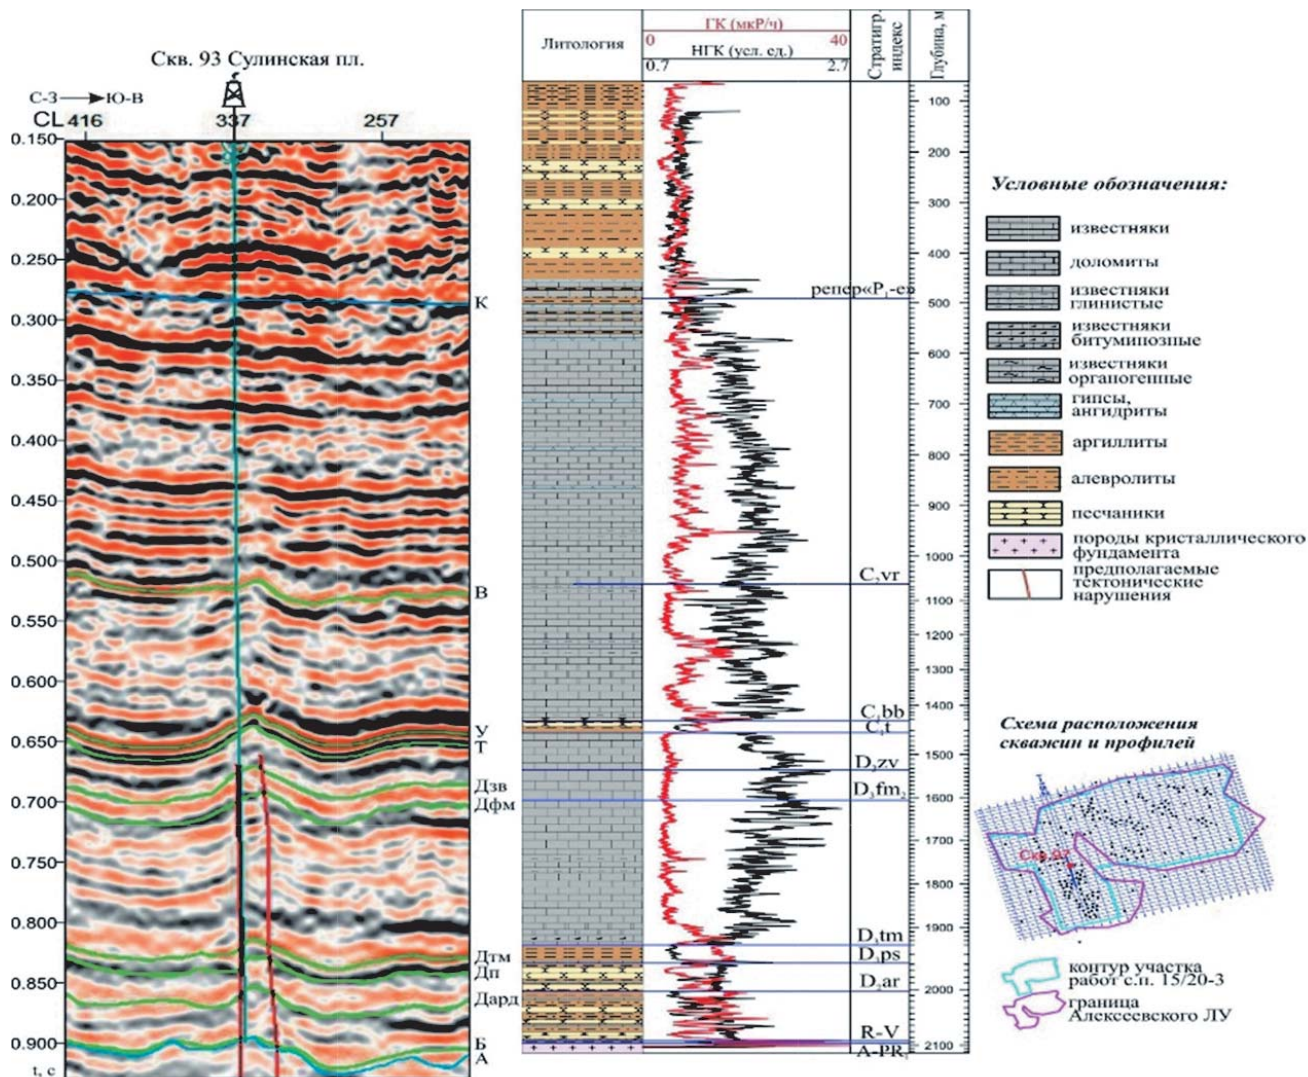 Скв. 93 Сулинская пл.
С-З Ю-В
CL 416 337 257
0.150
0.200
0.250
0.300
0.350
0.400
0.450
0.500
0.550
0.600
0.650
0.700
0.750
0.800
0.850
0.900
t, с
К
В
У
Т
Дзв
Дфм
Дтм
Дп
Дард
Б
А
Литология
ГК (мкР/ч)
0 40
НГК (усл. ед.)
0.7 2.7
Стратигр.
индекс
Глубина, м
репер«P₁-е»
C₂vr
C₁bb
C₁t
D₃zv
D₃fm₂
D₃tm
D₃ps
D₂ar
R-V
A-PR₁
100
200
300
400
500
600
700
800
900
1000
1100
1200
1300
1400
1500
1600
1700
1800
1900
2000
2100
Условные обозначения:
известняки
доломиты
известняки
глинистые
известняки
битуминозные
известняки
органогенные
гипсы,
ангидриты
аргиллиты
алевролиты
песчаники
породы кристаллического
фундамента
предполагаемые
тектонические
нарушения
Схема расположения
скважин и профилей
Скв.93
контур участка
работ с.п. 15/20-3
граница
Алексеевского ЛУ